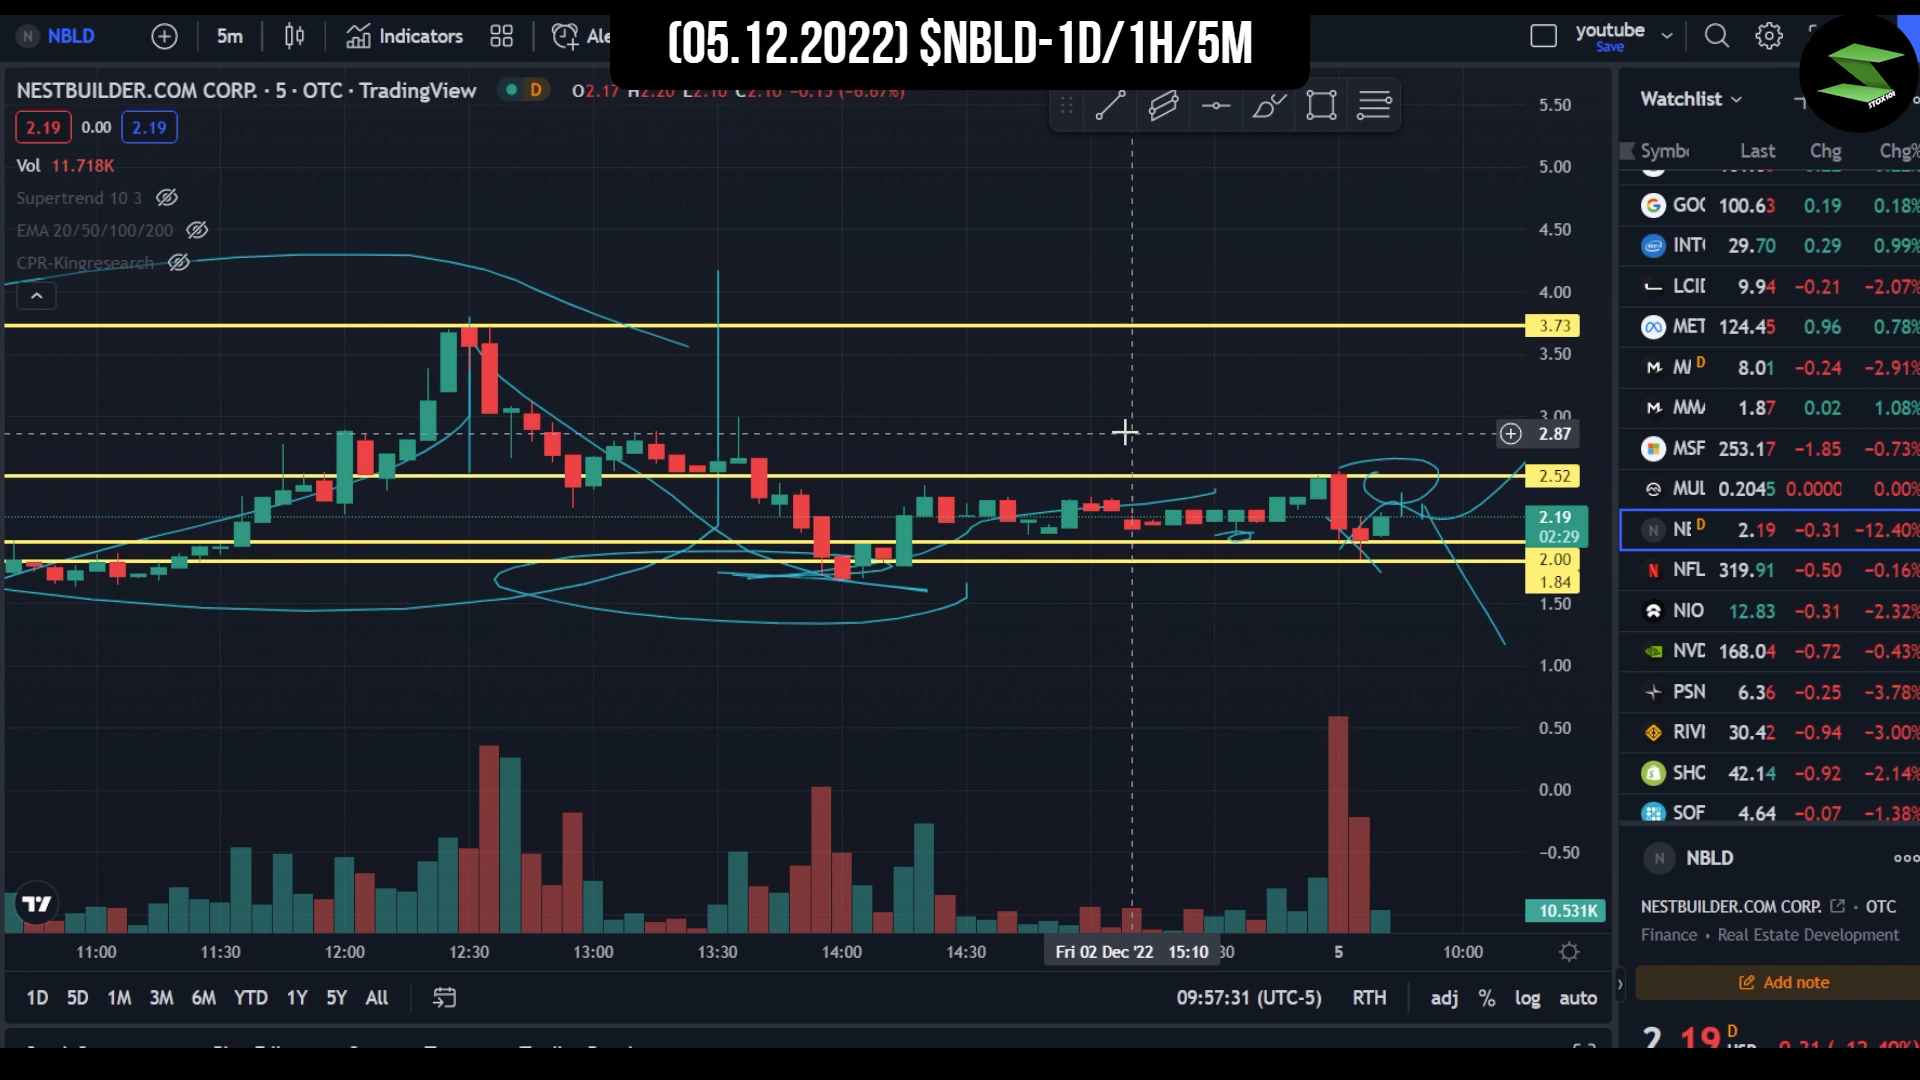 (05.12.2022) $NBLD-1D/1H/5M
N NBLD 5m Indicators Ale youtube
Save
NESTBUILDER.COM CORP. · 5 · OTC · TradingView D O2.17 H2.20 L2.10 C2.10 −0.15 (−6.67%)
2.19 0.00 2.19
Vol 11.718K
Supertrend 10 3
EMA 20/50/100/200
CPR-Kingresearch
5.50
5.00
4.50
4.00
3.73
3.50
3.00
2.87
2.52
2.19
02:29
2.00
1.84
1.50
1.00
0.50
0.00
−0.50
10.531K
11:00 11:30 12:00 12:30 13:00 13:30 14:00 14:30 Fri 02 Dec '22 15:10 30 5 10:00
1D 5D 1M 3M 6M YTD 1Y 5Y All 09:57:31 (UTC-5) RTH adj % log auto
STOX101
Watchlist
Symb Last Chg Chg%
GO 100.63 0.19 0.18%
INT 29.70 0.29 0.99%
LCI 9.94 −0.21 −2.07%
MET 124.45 0.96 0.78%
M D 8.01 −0.24 −2.91%
MM 1.87 0.02 1.08%
MSF 253.17 −1.85 −0.73%
MUL 0.2045 0.0000 0.00%
N NE D 2.19 −0.31 −12.40%
NFL 319.91 −0.50 −0.16%
NIO 12.83 −0.31 −2.32%
NVD 168.04 −0.72 −0.43%
PSN 6.36 −0.25 −3.78%
RIVI 30.42 −0.94 −3.00%
SHO 42.14 −0.92 −2.14%
SOF 4.64 −0.07 −1.38%
N NBLD
NESTBUILDER.COM CORP. · OTC
Finance • Real Estate Development
Add note
2.19 D